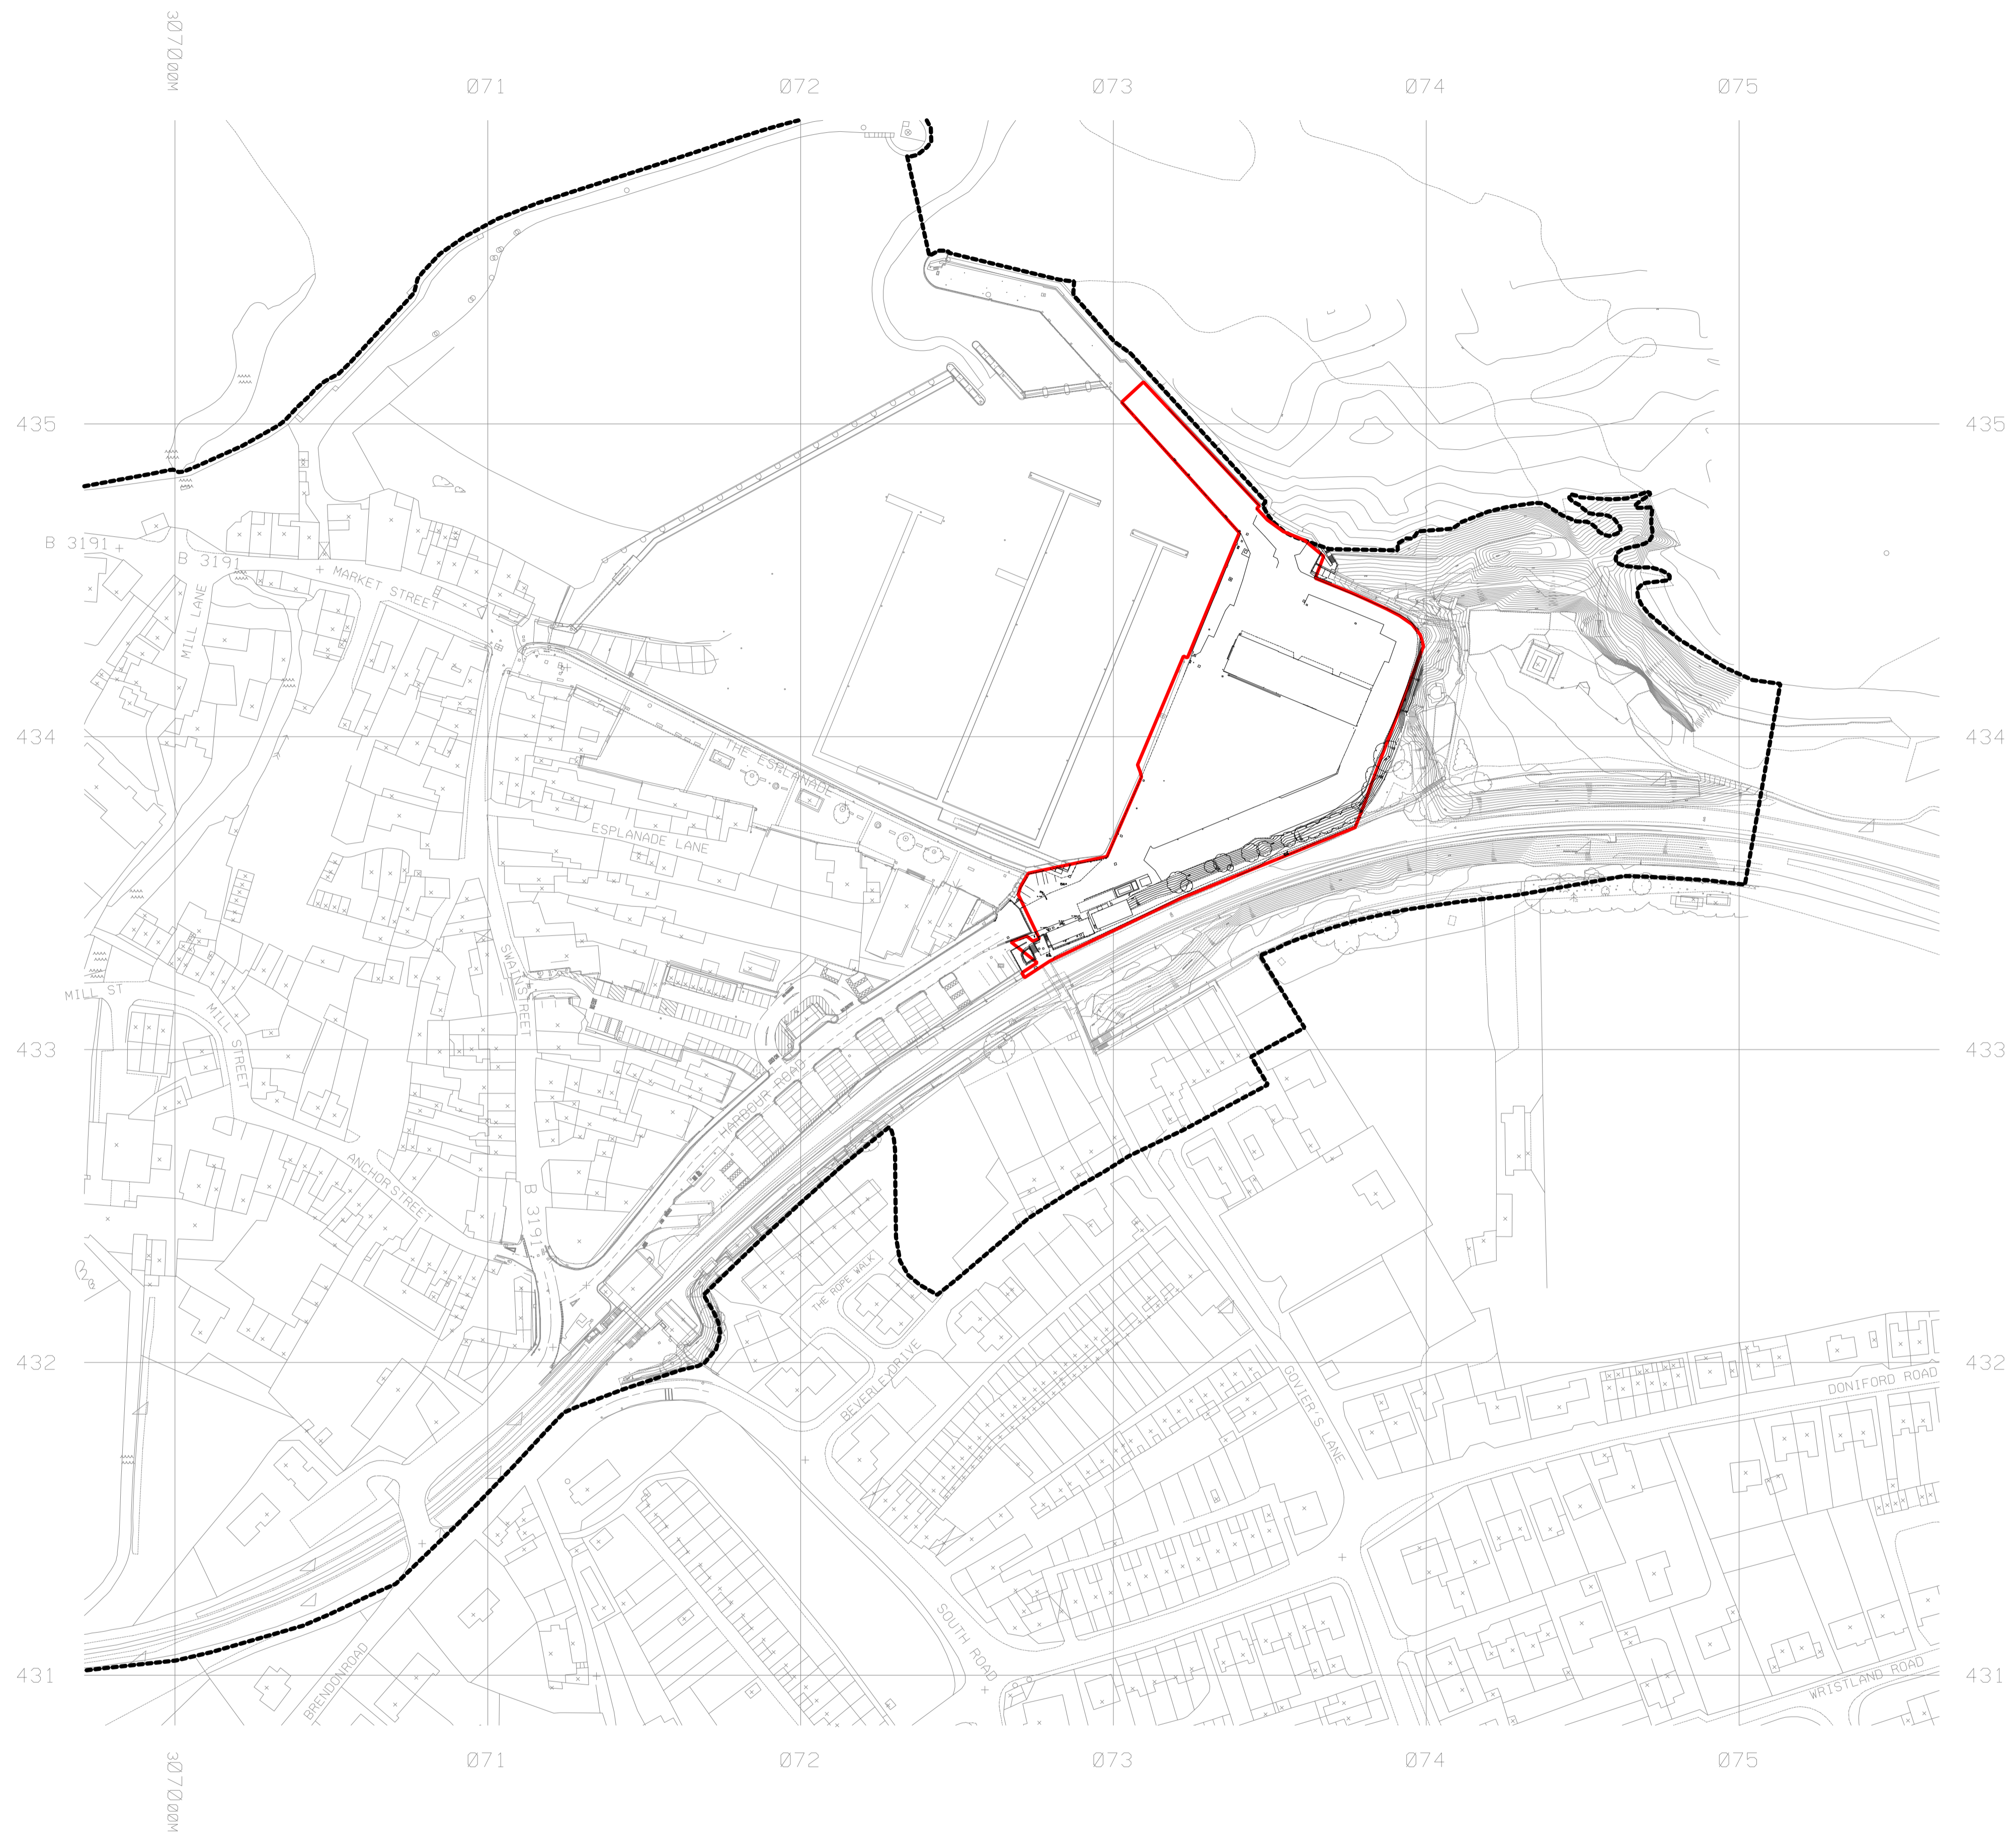 307000M
071
072
073
074
075
435
435
B 3191
B 3191
MARKET STREET
MILL LANE
434
434
THE ESPLANADE
ESPLANADE LANE
SWAIN STREET
MILL ST
MILL STREET
433
433
HARBOUR ROAD
ANCHOR STREET
B 3191
THE ROPE WALK
BEVERLEY DRIVE
432
432
GOVIER'S LANE
DONIFORD ROAD
SOUTH ROAD
BRENDON ROAD
WRISTLAND ROAD
431
431
307000M
071
072
073
074
075